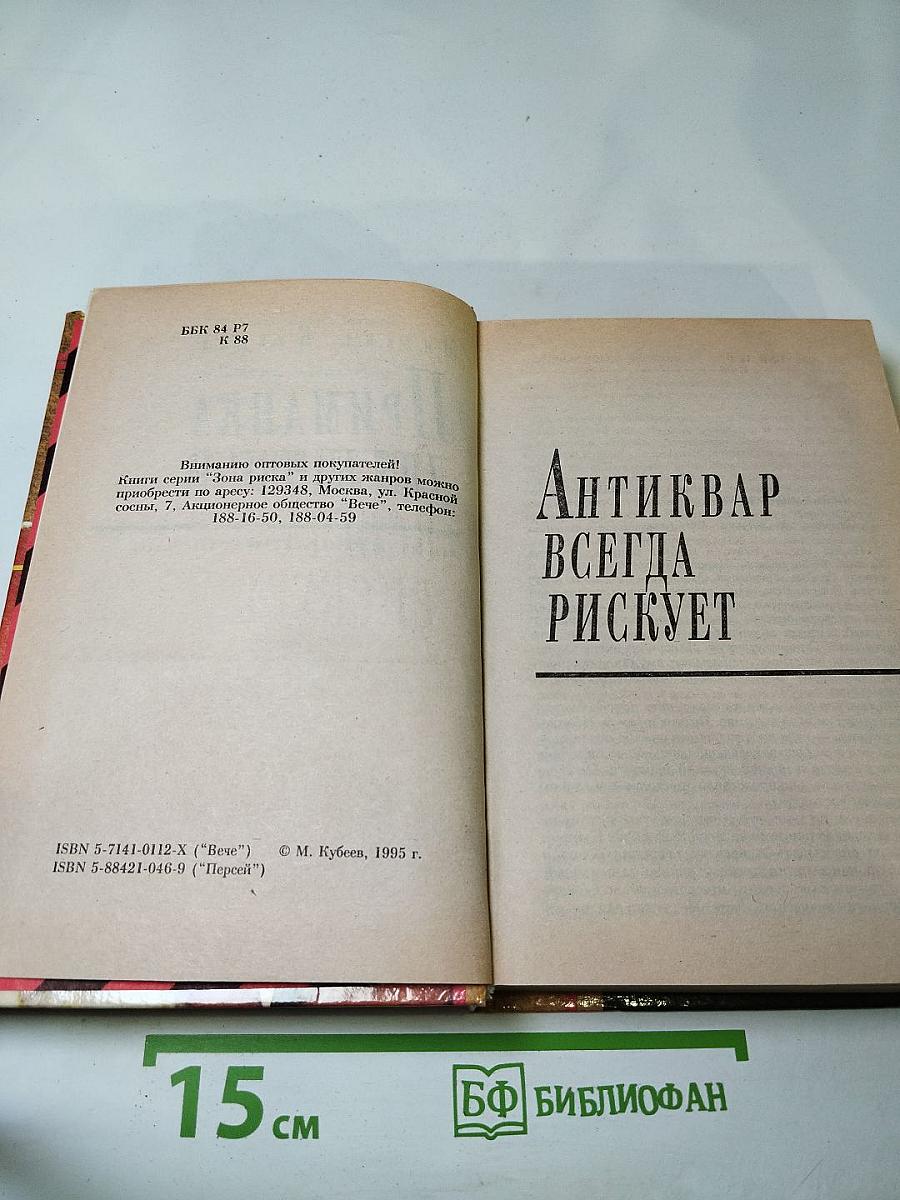 ББК 84 Р7
К 88
Вниманию оптовых покупателей!
Книги серии "Зона риска" и других жанров можно
приобрести по аресу: 129348, Москва, ул. Красной
сосны, 7, Акционерное общество "Вече", телефон:
188-16-50, 188-04-59
ISBN 5-7141-0112-X ("Вече") © М. Кубеев, 1995 г.
ISBN 5-88421-046-9 ("Персей")
АНТИКВАР
ВСЕГДА
РИСКУЕТ
15 см
БФ БИБЛИОФАН